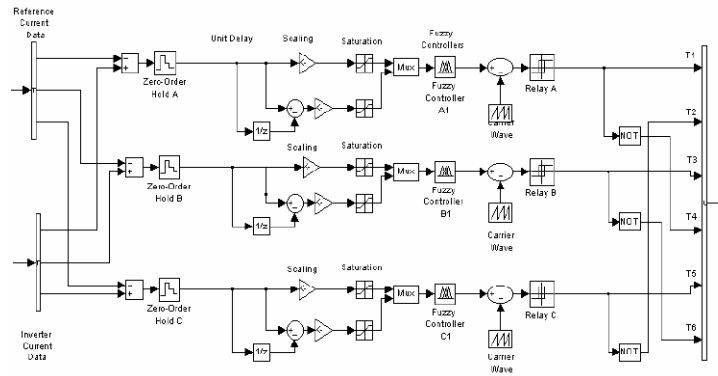 Reference
Current
Data
Unit Delay
Scaling
Saturation
Fuzzy
Controllers
Zero-Order
Hold A
1/z
Mux
Fuzzy
Controller
A1
Carrier
Wave
Relay A
NOT
T1
T2
Scaling
Zero-Order
Hold B
1/z
Mux
Fuzzy
Controller
B1
Carrier
Wave
Relay B
NOT
T3
T4
Inverter
Current
Data
Scaling
Saturation
Zero-Order
Hold C
1/z
Mux
Fuzzy
Controller
C1
Carrier
Wave
Relay C
NOT
T5
T6